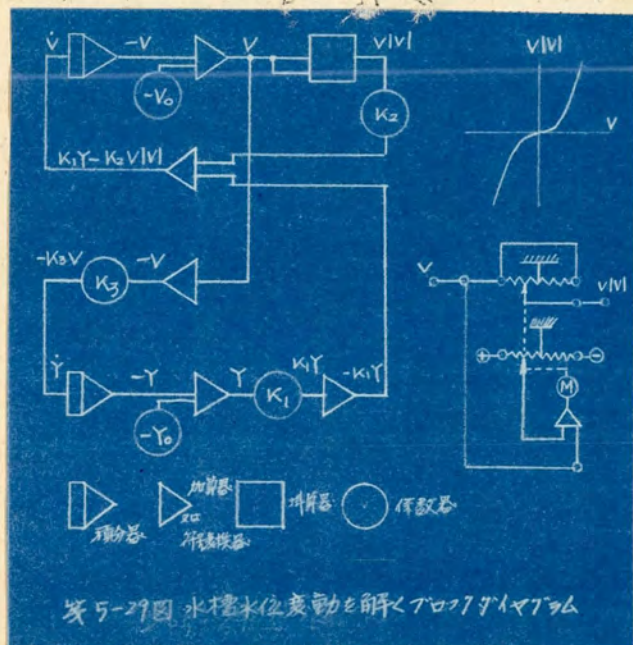 V̇
-V
V
V|V|
-V₀
K₂
K₁Y-K₂V|V|
-K₃V
K₃
-V
Ẏ
-Y
Y
K₁
K₁Y
-K₁Y
-Y₀
V|V|
V
V
V|V|
+
-
M
積分器
加算器
又は
符号変換器
掛算器
係数器
第5-29図 水槽水位変動を解くブロックダイヤグラム